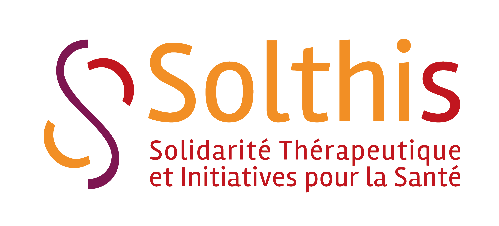 Solthis
Solidarité Thérapeutique
et Initiatives pour la Santé